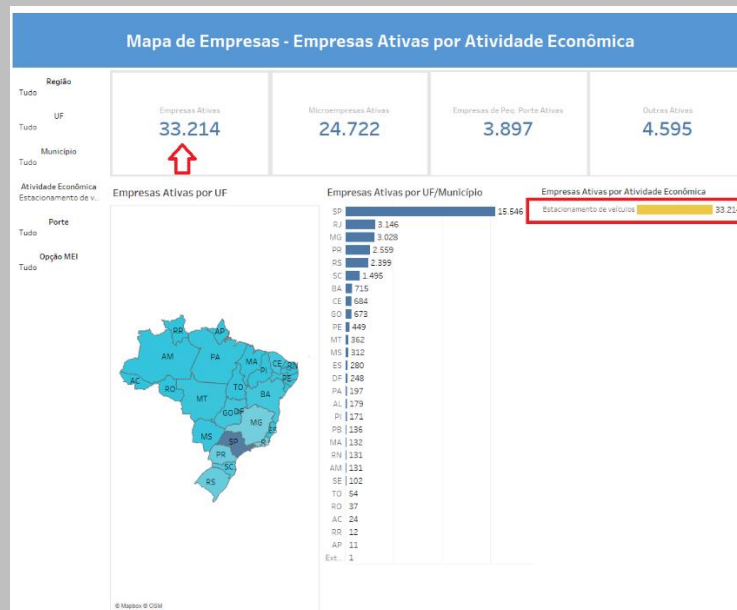 Mapa de Empresas - Empresas Ativas por Atividade Econômica
Região
Tudo
UF
Tudo
Município
Tudo
Atividade Econômica
Estacionamento de v..
Porte
Tudo
Opção MEI
Tudo
Empresas Ativas
33.214
Microempresas Ativas
24.722
Empresas de Peq. Porte Ativas
3.897
Outras Ativas
4.595
Empresas Ativas por UF
RR
AP
AM
PA
MA
CE
RN
PI
PE
AC
RO
TO
BA
MT
GO
DF
MG
MS
SP
ES
RJ
PR
SC
RS
© Mapbox © OSM
Empresas Ativas por UF/Município
SP 15.546
RJ 3.146
MG 3.028
PR 2.559
RS 2.399
SC 1.495
BA 715
CE 684
GO 673
PE 449
MT 362
MS 312
ES 280
DF 248
PA 197
AL 179
PI 171
PB 136
MA 132
RN 131
AM 131
SE 102
TO 54
RO 37
AC 24
RR 12
AP 11
Ext.. 1
Empresas Ativas por Atividade Econômica
Estacionamento de veículos 33.214